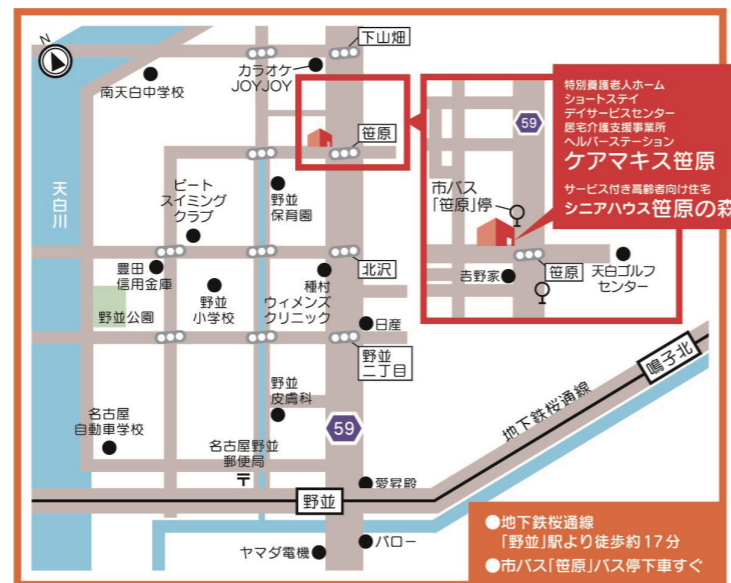 N
下山畑
カラオケ
JOYJOY
南天白中学校
笹原
天白川
ビート
スイミング
クラブ
野並
保育園
豊田
信用金庫
北沢
野並公園
野並
小学校
種村
ウィメンズ
クリニック
日産
野並
二丁目
野並
皮膚科
名古屋
自動車学校
59
名古屋野並
郵便局
〒
愛昇殿
野並
地下鉄桜通線
鳴子北
ヤマダ電機
バロー
59
特別養護老人ホーム
ショートステイ
デイサービスセンター
居宅介護支援事業所
ヘルパーステーション
ケアマキス笹原
サービス付き高齢者向け住宅
シニアハウス笹原の森
市バス
「笹原」停
吉野家
笹原
天白ゴルフ
センター
●地下鉄桜通線
「野並」駅より徒歩約17分
●市バス「笹原」バス停下車すぐ